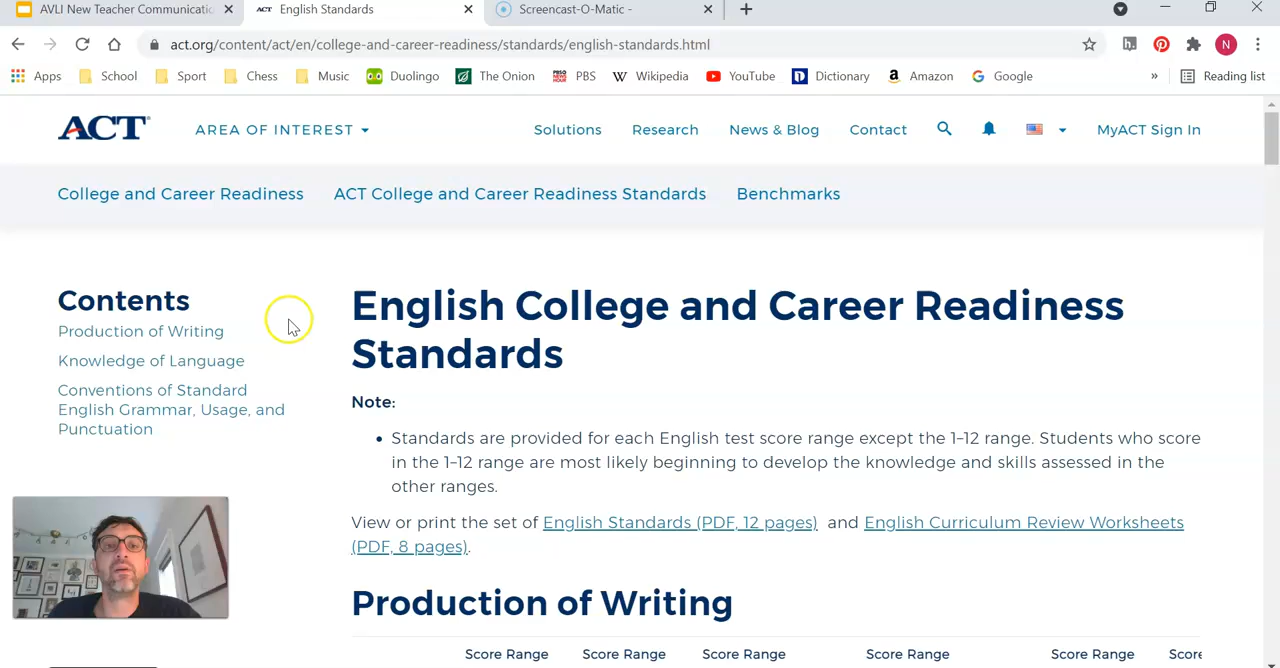 AVLI New Teacher Communicatio
ACT English Standards
Screencast-O-Matic -
act.org/content/act/en/college-and-career-readiness/standards/english-standards.html
N
Apps School Sport Chess Music Duolingo The Onion PBS W Wikipedia YouTube D Dictionary a Amazon G Google » Reading list
ACT
AREA OF INTEREST
Solutions Research News & Blog Contact MyACT Sign In
College and Career Readiness ACT College and Career Readiness Standards Benchmarks
Contents
Production of Writing
Knowledge of Language
Conventions of Standard
English Grammar, Usage, and
Punctuation
English College and Career Readiness
Standards
Note:
• Standards are provided for each English test score range except the 1–12 range. Students who score
in the 1–12 range are most likely beginning to develop the knowledge and skills assessed in the
other ranges.
View or print the set of English Standards (PDF, 12 pages) and English Curriculum Review Worksheets
(PDF, 8 pages).
Production of Writing
Score Range Score Range Score Range Score Range Score Range Score